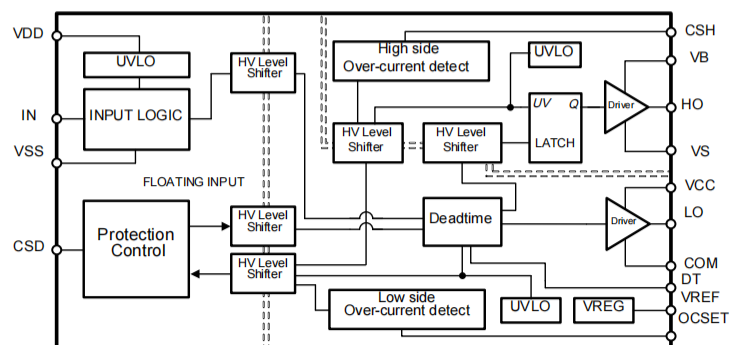 VDD
UVLO
IN
INPUT LOGIC
VSS
FLOATING INPUT
CSD
Protection
Control
HV Level
Shifter
HV Level
Shifter
HV Level
Shifter
High side
Over-current detect
UVLO
HV Level
Shifter
HV Level
Shifter
UV Q
LATCH
Driver
Deadtime
Driver
Low side
Over-current detect
UVLO
VREG
CSH
VB
HO
VS
VCC
LO
COM
DT
VREF
OCSET